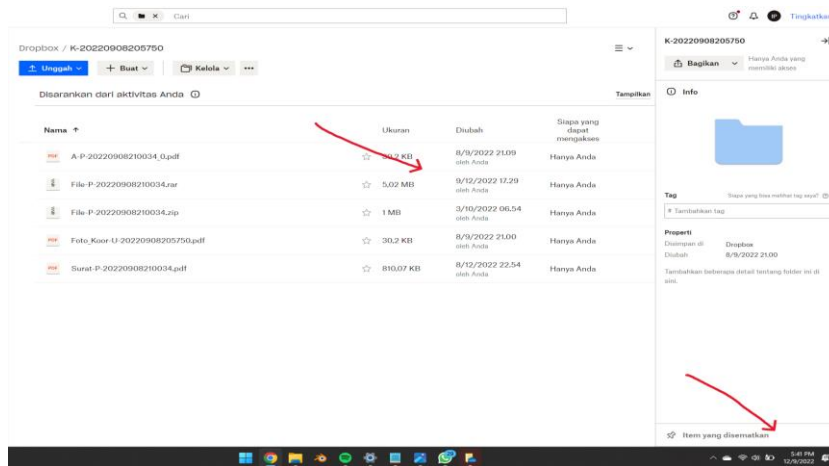 Cari
Tingkatka
Dropbox / K-20220908205750
Unggah
+ Buat
Kelola
Disarankan dari aktivitas Anda
Tampilkan
Nama
Ukuran
Diubah
Siapa yang
dapat
mengakses
A-P-20220908210034_0.pdf
30,2 KB
8/9/2022 21.09
oleh Anda
Hanya Anda
File-P-20220908210034.rar
5,02 MB
9/12/2022 17.29
oleh Anda
Hanya Anda
File-P-20220908210034.zip
1 MB
3/10/2022 06.54
oleh Anda
Hanya Anda
PDF
Foto_Koor-U-20220908205750.pdf
30,2 KB
8/9/2022 21.00
oleh Anda
Hanya Anda
PDF
Surat-P-20220908210034.pdf
810,07 KB
8/12/2022 22.54
oleh Anda
Hanya Anda
K-20220908205750
Bagikan
Hanya Anda yang
memiliki akses
Info
Tag
Siapa yang bisa melihat tag saya?
# Tambahkan tag
Properti
Disimpan di Dropbox
Diubah 8/9/2022 21.00
Tambahkan beberapa detail tentang folder ini di
sini.
Item yang disematkan
5:41 PM
12/9/2022